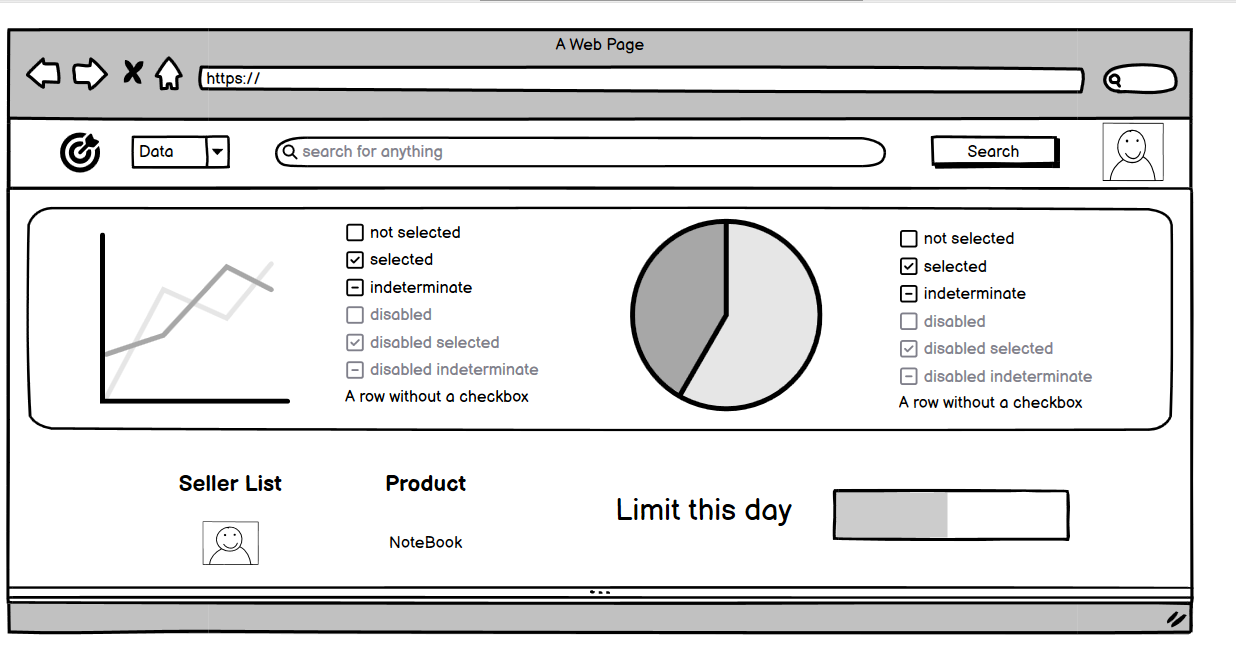 A Web Page
https://
Data
search for anything
Search
not selected
selected
indeterminate
disabled
disabled selected
disabled indeterminate
A row without a checkbox
not selected
selected
indeterminate
disabled
disabled selected
disabled indeterminate
A row without a checkbox
Seller List
Product
NoteBook
Limit this day